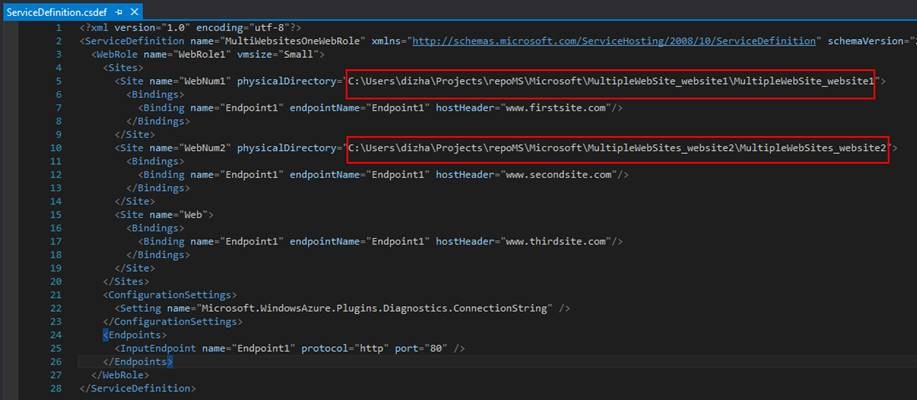 ServiceDefinition.csdef
1 <?xml version="1.0" encoding="utf-8"?>
2 <ServiceDefinition name="MultiWebsitesOneWebRole" xmlns="http://schemas.microsoft.com/ServiceHosting/2008/10/ServiceDefinition" schemaVersion="
3 <WebRole name="WebRole1" vmsize="Small">
4 <Sites>
5 <Site name="WebNum1" physicalDirectory="C:\Users\dizha\Projects\repoMS\Microsoft\MultipleWebSite_website1\MultipleWebSite_website1">
6 <Bindings>
7 <Binding name="Endpoint1" endpointName="Endpoint1" hostHeader="www.firstsite.com"/>
8 </Bindings>
9 </Site>
10 <Site name="WebNum2" physicalDirectory="C:\Users\dizha\Projects\repoMS\Microsoft\MultipleWebSites_website2\MultipleWebSites_website2">
11 <Bindings>
12 <Binding name="Endpoint1" endpointName="Endpoint1" hostHeader="www.secondsite.com"/>
13 </Bindings>
14 </Site>
15 <Site name="Web">
16 <Bindings>
17 <Binding name="Endpoint1" endpointName="Endpoint1" hostHeader="www.thirdsite.com"/>
18 </Bindings>
19 </Site>
20 </Sites>
21 <ConfigurationSettings>
22 <Setting name="Microsoft.WindowsAzure.Plugins.Diagnostics.ConnectionString" />
23 </ConfigurationSettings>
24 <Endpoints>
25 <InputEndpoint name="Endpoint1" protocol="http" port="80" />
26 </Endpoints>
27 </WebRole>
28 </ServiceDefinition>